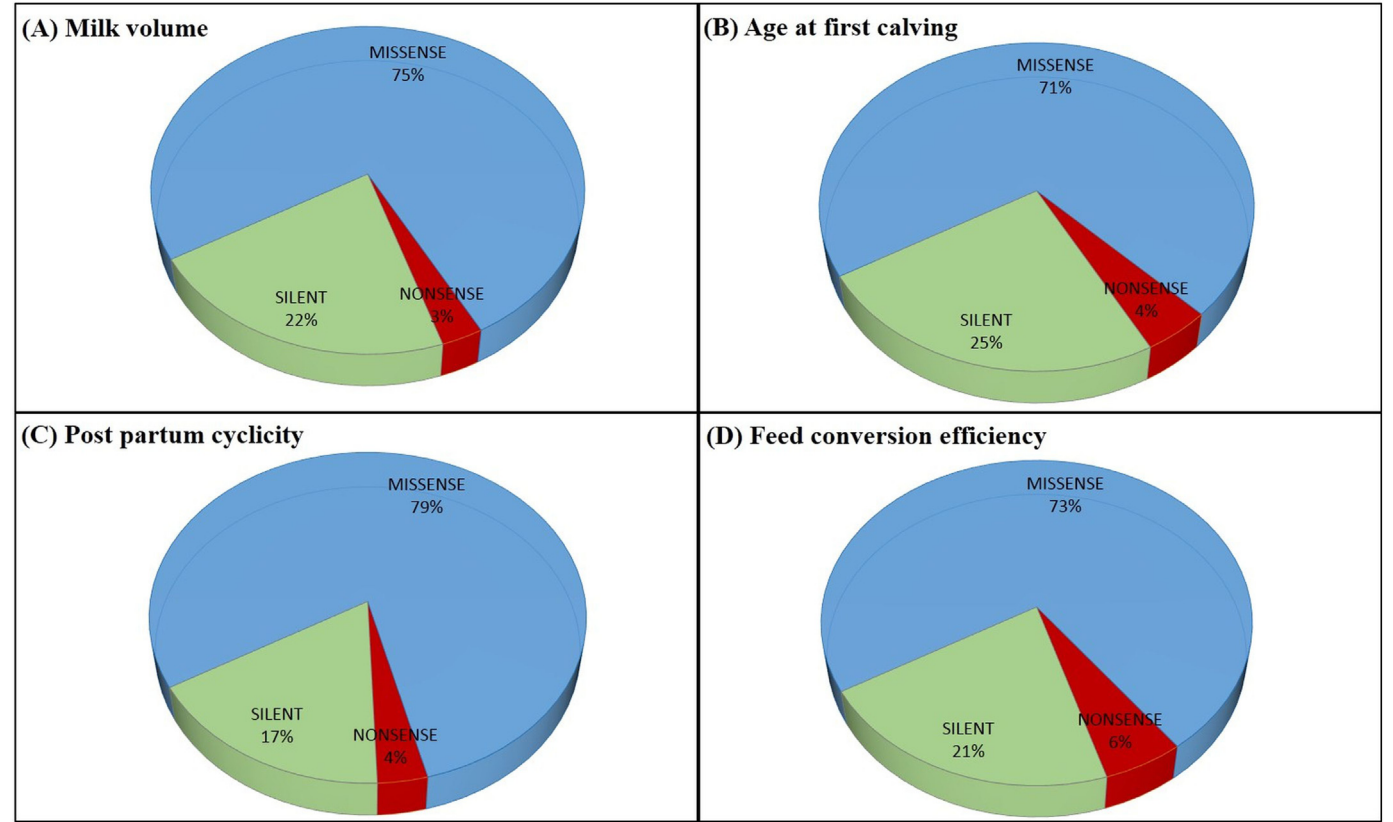 (A) Milk volume
MISSENSE
75%
SILENT
22%
NONSENSE
3%
(B) Age at first calving
MISSENSE
71%
SILENT
25%
NONSENSE
4%
(C) Post partum cyclicity
MISSENSE
79%
SILENT
17%
NONSENSE
4%
(D) Feed conversion efficiency
MISSENSE
73%
SILENT
21%
NONSENSE
6%